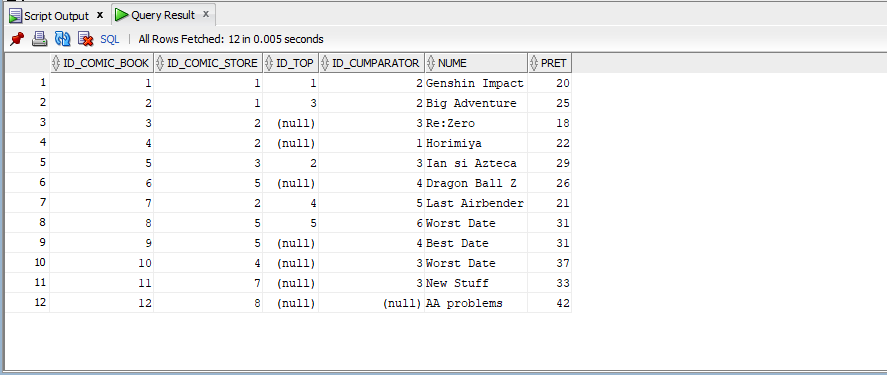 Script Output x Query Result x
SQL | All Rows Fetched: 12 in 0.005 seconds
ID_COMIC_BOOK ID_COMIC_STORE ID_TOP ID_CUMPARATOR NUME PRET
1 1 1 1 2 Genshin Impact 20
2 2 1 3 2 Big Adventure 25
3 3 2 (null) 3 Re:Zero 18
4 4 2 (null) 1 Horimiya 22
5 5 3 2 3 Ian si Azteca 29
6 6 5 (null) 4 Dragon Ball Z 26
7 7 2 4 5 Last Airbender 21
8 8 5 5 6 Worst Date 31
9 9 5 (null) 4 Best Date 31
10 10 4 (null) 3 Worst Date 37
11 11 7 (null) 3 New Stuff 33
12 12 8 (null) (null) AA problems 42